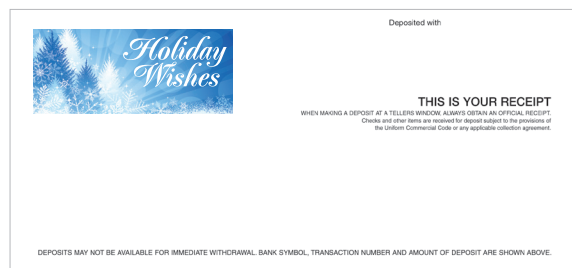 Deposited with
Holiday
Wishes
THIS IS YOUR RECEIPT
WHEN MAKING A DEPOSIT AT A TELLERS WINDOW, ALWAYS OBTAIN AN OFFICIAL RECEIPT.
Checks and other items are received for deposit subject to the provisions of
the Uniform Commercial Code or any applicable collection agreement.
DEPOSITS MAY NOT BE AVAILABLE FOR IMMEDIATE WITHDRAWAL. BANK SYMBOL, TRANSACTION NUMBER AND AMOUNT OF DEPOSIT ARE SHOWN ABOVE.